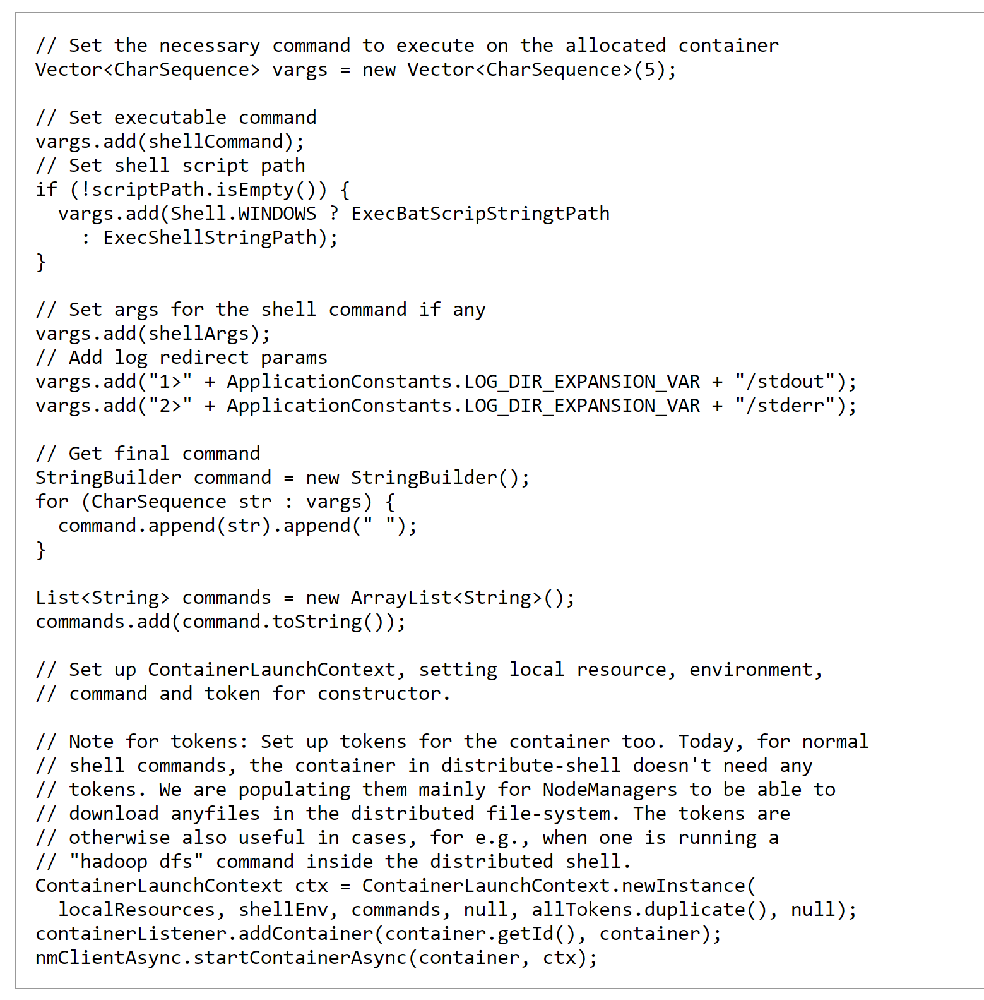 // Set the necessary command to execute on the allocated container
Vector<CharSequence> vargs = new Vector<CharSequence>(5);

// Set executable command
vargs.add(shellCommand);
// Set shell script path
if (!scriptPath.isEmpty()) {
  vargs.add(Shell.WINDOWS ? ExecBatScripStringtPath
    : ExecShellStringPath);
}

// Set args for the shell command if any
vargs.add(shellArgs);
// Add log redirect params
vargs.add("1>" + ApplicationConstants.LOG_DIR_EXPANSION_VAR + "/stdout");
vargs.add("2>" + ApplicationConstants.LOG_DIR_EXPANSION_VAR + "/stderr");

// Get final command
StringBuilder command = new StringBuilder();
for (CharSequence str : vargs) {
  command.append(str).append(" ");
}

List<String> commands = new ArrayList<String>();
commands.add(command.toString());

// Set up ContainerLaunchContext, setting local resource, environment,
// command and token for constructor.

// Note for tokens: Set up tokens for the container too. Today, for normal
// shell commands, the container in distribute-shell doesn't need any
// tokens. We are populating them mainly for NodeManagers to be able to
// download anyfiles in the distributed file-system. The tokens are
// otherwise also useful in cases, for e.g., when one is running a
// "hadoop dfs" command inside the distributed shell.
ContainerLaunchContext ctx = ContainerLaunchContext.newInstance(
  localResources, shellEnv, commands, null, allTokens.duplicate(), null);
containerListener.addContainer(container.getId(), container);
nmClientAsync.startContainerAsync(container, ctx);